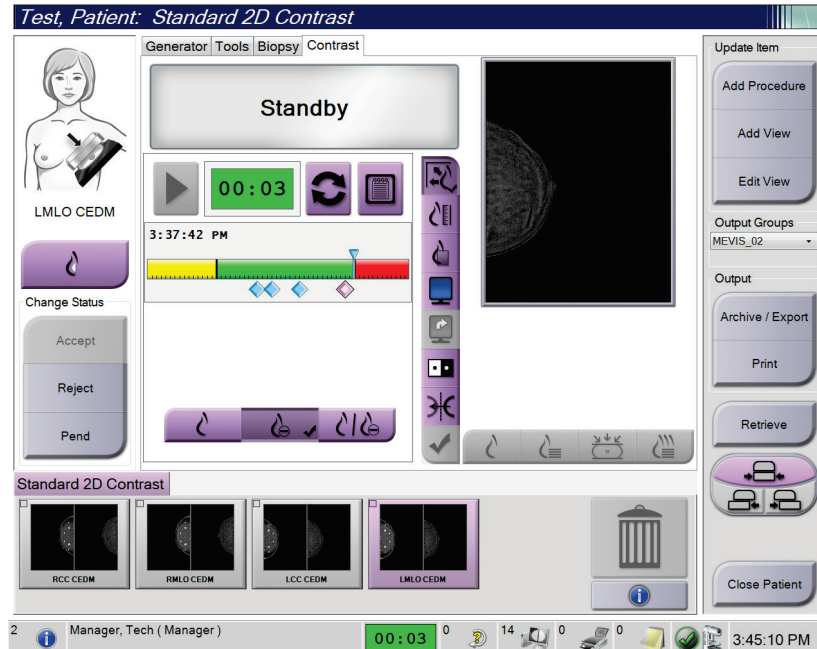 Test, Patient: Standard 2D Contrast
Generator Tools Biopsy Contrast
Standby
00:03
3:37:42 PM
LMLO CEDM
Change Status
Accept
Reject
Pend
Update Item
Add Procedure
Add View
Edit View
Output Groups
MEVIS_02
Output
Archive / Export
Print
Retrieve
Close Patient
Standard 2D Contrast
RCC CEDM
RMLO CEDM
LCC CEDM
LMLO CEDM
2 Manager, Tech ( Manager ) 00:03 0 14 0 0 3:45:10 PM